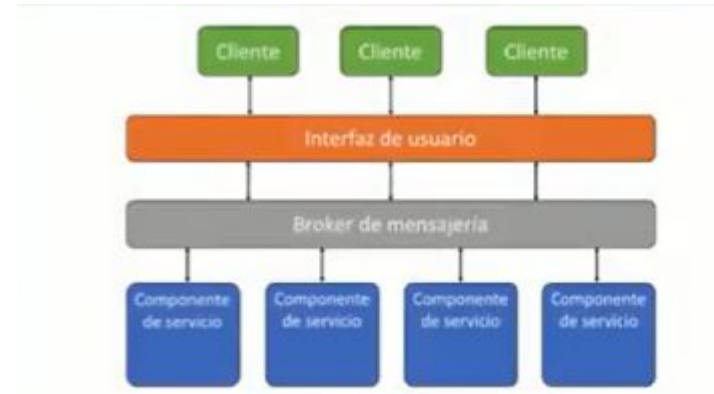 Cliente
Cliente
Cliente
Interfaz de usuario
Broker de mensajería
Componente
de servicio
Componente
de servicio
Componente
de servicio
Componente
de servicio